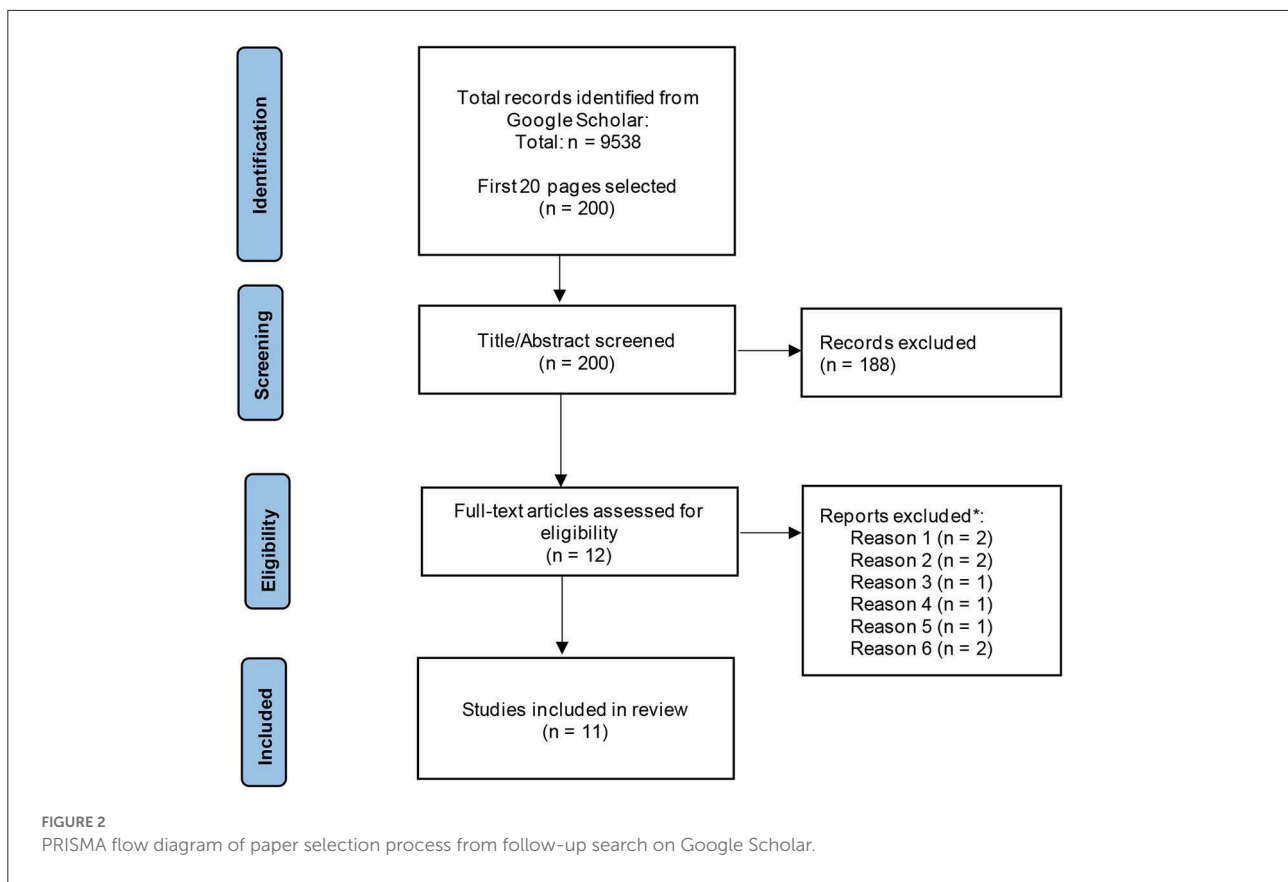 Identification
Total records identified from
Google Scholar:
Total: n = 9538
First 20 pages selected
(n = 200)
Screening
Title/Abstract screened
(n = 200)
Records excluded
(n = 188)
Eligibility
Full-text articles assessed for
eligibility
(n = 12)
Reports excluded*:
Reason 1 (n = 2)
Reason 2 (n = 2)
Reason 3 (n = 1)
Reason 4 (n = 1)
Reason 5 (n = 1)
Reason 6 (n = 2)
Included
Studies included in review
(n = 11)
FIGURE 2
PRISMA flow diagram of paper selection process from follow-up search on Google Scholar.